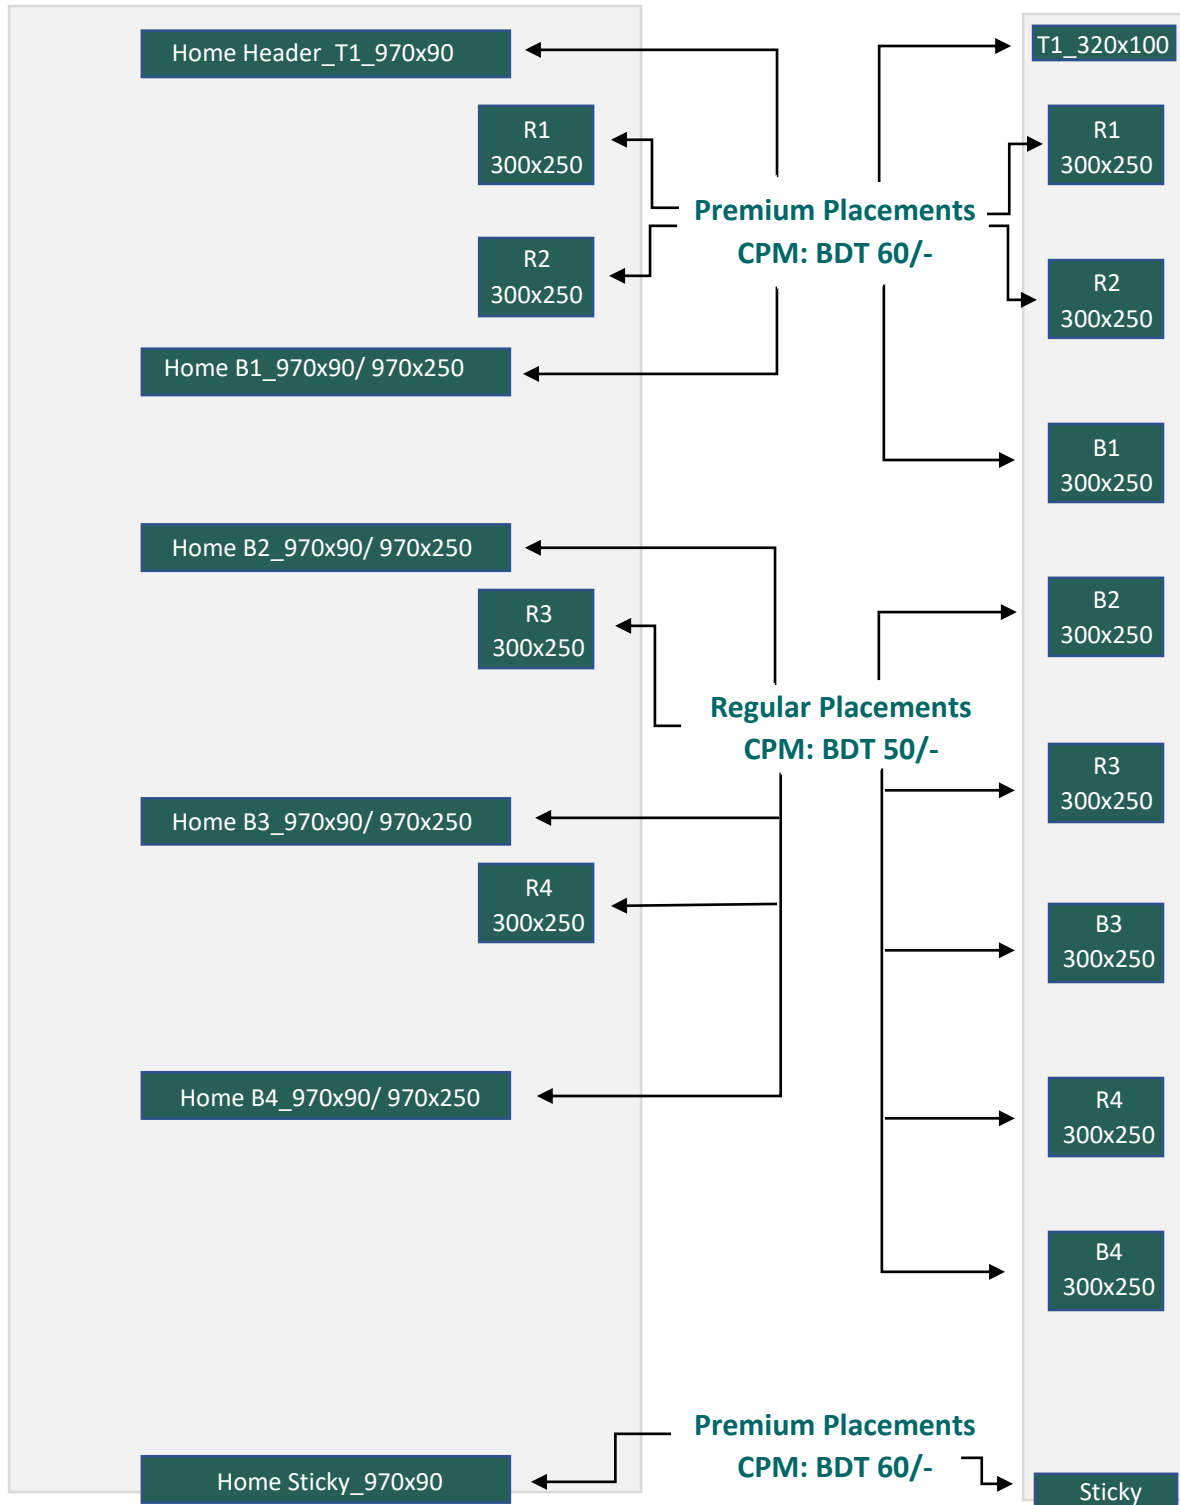 Home Header_T1_970x90
R1
300x250
R2
300x250
Home B1_970x90/ 970x250
Home B2_970x90/ 970x250
R3
300x250
Home B3_970x90/ 970x250
R4
300x250
Home B4_970x90/ 970x250
Home Sticky_970x90
Premium Placements
CPM: BDT 60/-
Regular Placements
CPM: BDT 50/-
Premium Placements
CPM: BDT 60/-
T1_320x100
R1
300x250
R2
300x250
B1
300x250
B2
300x250
R3
300x250
B3
300x250
R4
300x250
B4
300x250
Sticky